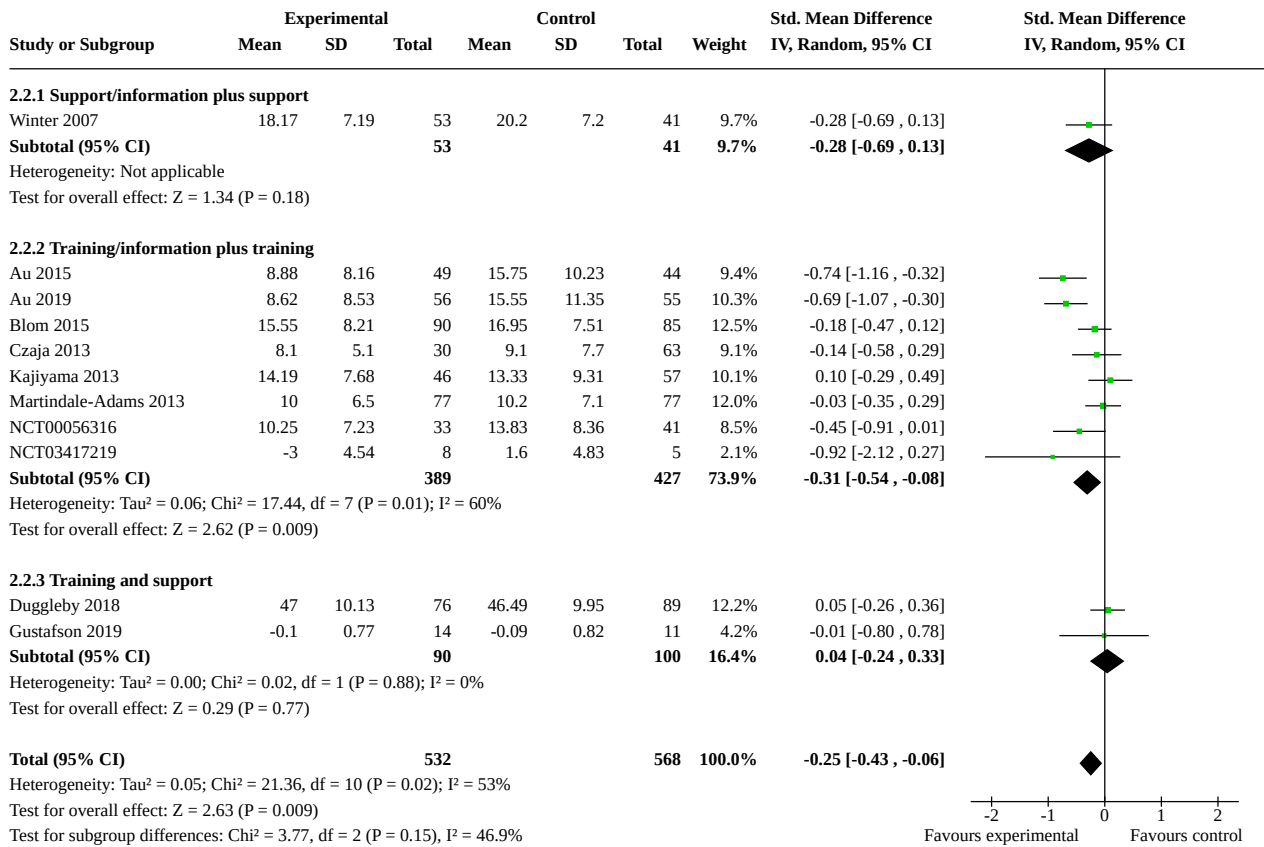 Experimental Control Std. Mean Difference Std. Mean Difference
Study or Subgroup Mean SD Total Mean SD Total Weight IV, Random, 95% CI IV, Random, 95% CI
2.2.1 Support/information plus support
Winter 2007 18.17 7.19 53 20.2 7.2 41 9.7% -0.28 [-0.69 , 0.13]
Subtotal (95% CI) 53 41 9.7% -0.28 [-0.69 , 0.13]
Heterogeneity: Not applicable
Test for overall effect: Z = 1.34 (P = 0.18)
2.2.2 Training/information plus training
Au 2015 8.88 8.16 49 15.75 10.23 44 9.4% -0.74 [-1.16 , -0.32]
Au 2019 8.62 8.53 56 15.55 11.35 55 10.3% -0.69 [-1.07 , -0.30]
Blom 2015 15.55 8.21 90 16.95 7.51 85 12.5% -0.18 [-0.47 , 0.12]
Czaja 2013 8.1 5.1 30 9.1 7.7 63 9.1% -0.14 [-0.58 , 0.29]
Kajiyama 2013 14.19 7.68 46 13.33 9.31 57 10.1% 0.10 [-0.29 , 0.49]
Martindale-Adams 2013 10 6.5 77 10.2 7.1 77 12.0% -0.03 [-0.35 , 0.29]
NCT00056316 10.25 7.23 33 13.83 8.36 41 8.5% -0.45 [-0.91 , 0.01]
NCT03417219 -3 4.54 8 1.6 4.83 5 2.1% -0.92 [-2.12 , 0.27]
Subtotal (95% CI) 389 427 73.9% -0.31 [-0.54 , -0.08]
Heterogeneity: Tau² = 0.06; Chi² = 17.44, df = 7 (P = 0.01); I² = 60%
Test for overall effect: Z = 2.62 (P = 0.009)
2.2.3 Training and support
Duggleby 2018 47 10.13 76 46.49 9.95 89 12.2% 0.05 [-0.26 , 0.36]
Gustafson 2019 -0.1 0.77 14 -0.09 0.82 11 4.2% -0.01 [-0.80 , 0.78]
Subtotal (95% CI) 90 100 16.4% 0.04 [-0.24 , 0.33]
Heterogeneity: Tau² = 0.00; Chi² = 0.02, df = 1 (P = 0.88); I² = 0%
Test for overall effect: Z = 0.29 (P = 0.77)
Total (95% CI) 532 568 100.0% -0.25 [-0.43 , -0.06]
Heterogeneity: Tau² = 0.05; Chi² = 21.36, df = 10 (P = 0.02); I² = 53%
Test for overall effect: Z = 2.63 (P = 0.009)
Test for subgroup differences: Chi² = 3.77, df = 2 (P = 0.15), I² = 46.9%
-2 -1 0 1 2
Favours experimental Favours control